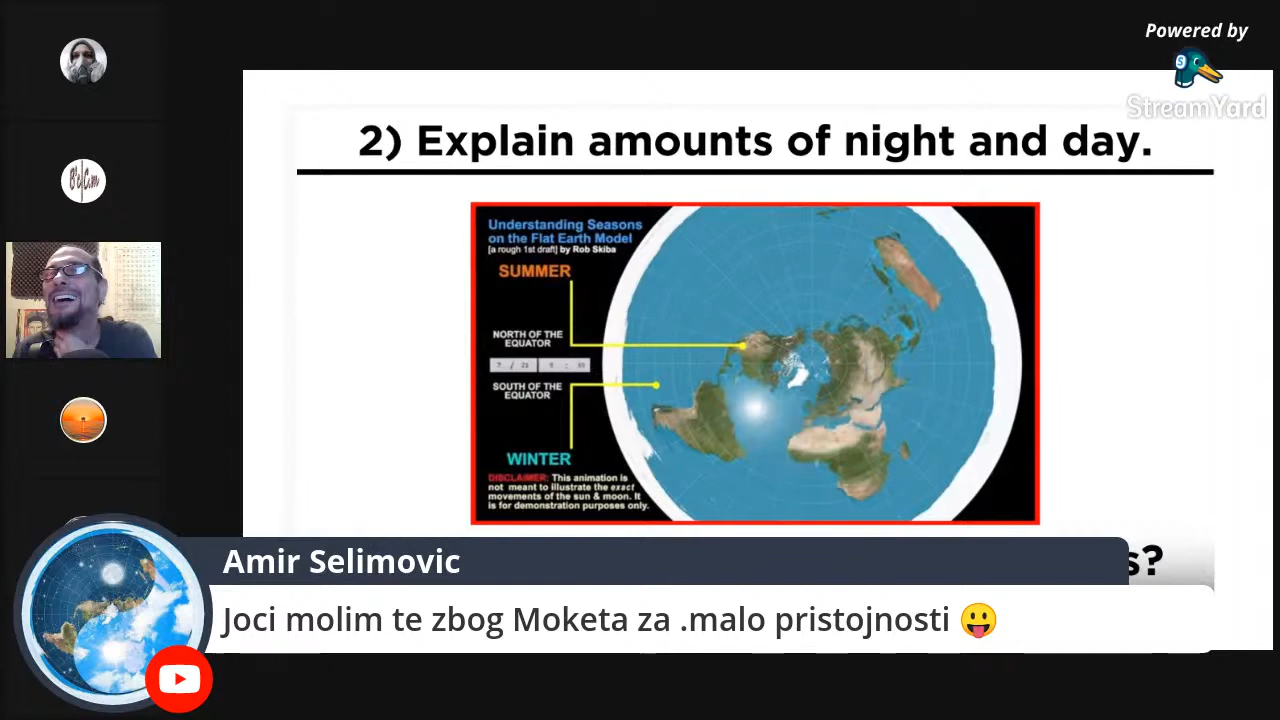 Powered by
StreamYard
2) Explain amounts of night and day.
Understanding Seasons
on the Flat Earth Model
[a rough 1st draft] by Rob Skiba
SUMMER
NORTH OF THE
EQUATOR
SOUTH OF THE
EQUATOR
WINTER
DISCLAIMER: This animation is
not meant to illustrate the exact
movements of the sun & moon. It
is for demonstration purposes only.
s?
Amir Selimovic
Joci molim te zbog Moketa za .malo pristojnosti 😛